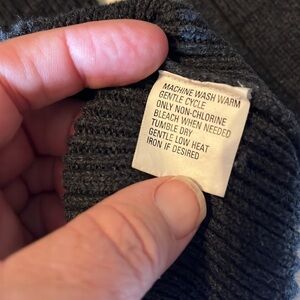 MACHINE WASH WARM
GENTLE CYCLE
ONLY NON-CHLORINE
BLEACH WHEN NEEDED
TUMBLE DRY
GENTLE LOW HEAT
IRON IF DESIRED